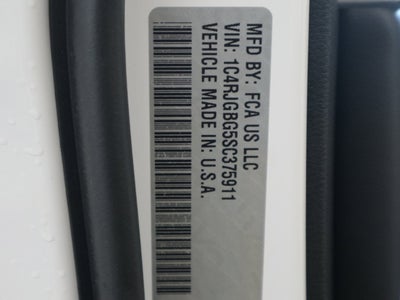 MFD BY: FCA US LLC
VIN: 1C4RJGBG5SC375911
VEHICLE MADE IN: U.S.A.